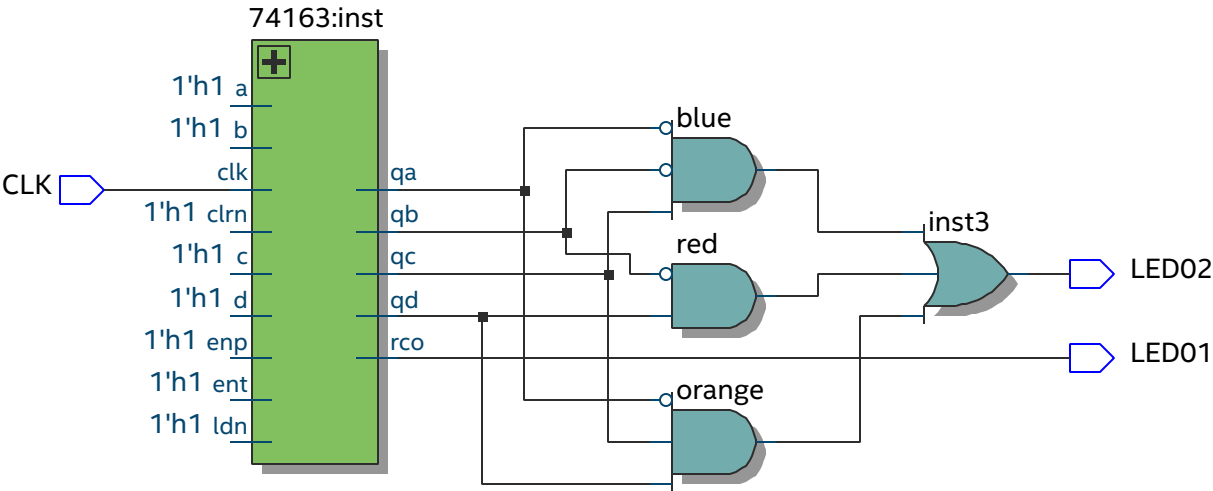 74163:inst
1'h1 a
1'h1 b
CLK
clk
1'h1 clrn
1'h1 c
1'h1 d
1'h1 enp
1'h1 ent
1'h1 ldn
qa
qb
qc
qd
rco
blue
red
orange
inst3
LED02
LED01